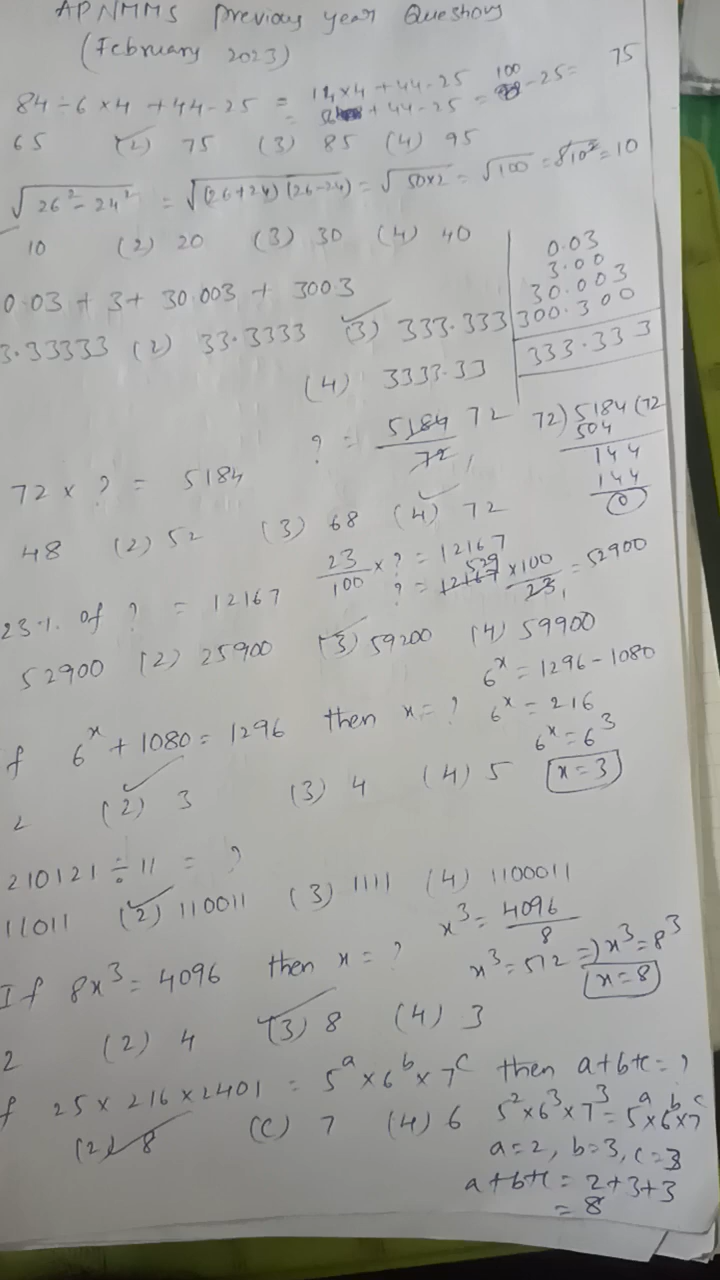 APNMMS previous year Questions
(February 2023)
84 ÷ 6 × 4 + 44 - 25 = 14 × 4 + 44 - 25
= 56 + 44 - 25 = 100 - 25 = 75
65 (2) 75 (3) 85 (4) 95
√26² - 24² = √(26+24)(26-24) = √50×2 = √100 = √10² = 10
10 (2) 20 (3) 30 (4) 40
0.03 + 3 + 30.003 + 300.3
0.03
3.00
30.003
300.300
333.333
3.33333 (2) 33.3333 (3) 333.333
(4) 3333.33
72 × ? = 5184
? = 5184 72 / 72 1
72) 5184 (72
504
144
144
0
48 (2) 52 (3) 68 (4) 72
23 % of ? = 12167
23/100 × ? = 12167
? = 12167 529 × 100 / 23 1 = 52900
52900 (2) 25900 (3) 59200 (4) 59900
f 6^x + 1080 = 1296 then x = ?
6^x = 1296 - 1080
6^x = 216
6^x = 6³
x = 3
2 (2) 3 (3) 4 (4) 5
210121 ÷ 11 = ?
11011 (2) 110011 (3) 1111 (4) 1100011
If 8x³ = 4096 then x = ?
x³ = 4096/8
x³ = 512 ⇒ x³ = 8³
x = 8
2 (2) 4 (3) 8 (4) 3
f 25 × 216 × 2401 = 5^a × 6^b × 7^c then a+b+c = ?
(2) 8 (C) 7 (4) 6
5² × 6³ × 7³ = 5^a × 6^b × 7^c
a = 2, b = 3, c = 3
a+b+c = 2+3+3
= 8